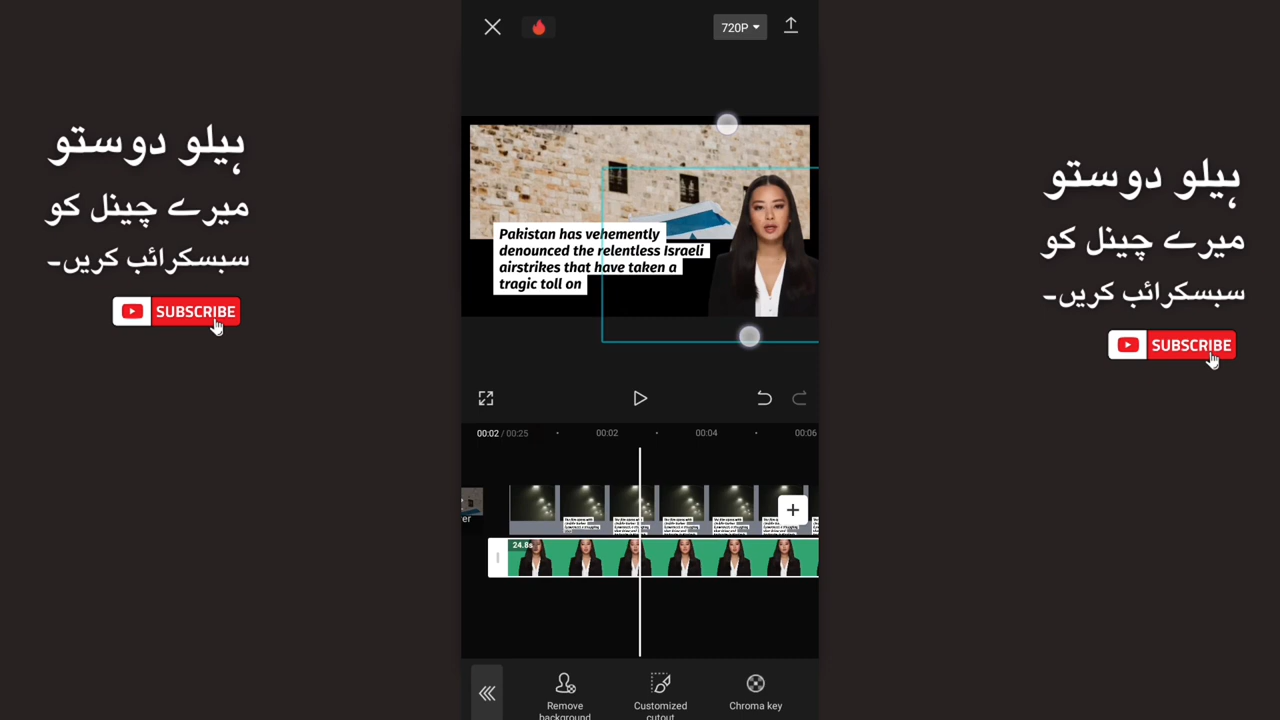 ہیلو دوستو
میرے چینل کو
سبسکرائب کریں۔
SUBSCRIBE
720P
Pakistan has vehemently
denounced the relentless Israeli
airstrikes that have taken a
tragic toll on
00:02 / 00:25
00:02
00:04
00:06
er
24.8s
Remove
background
Customized
cutout
Chroma key
ہیلو دوستو
میرے چینل کو
سبسکرائب کریں۔
SUBSCRIBE